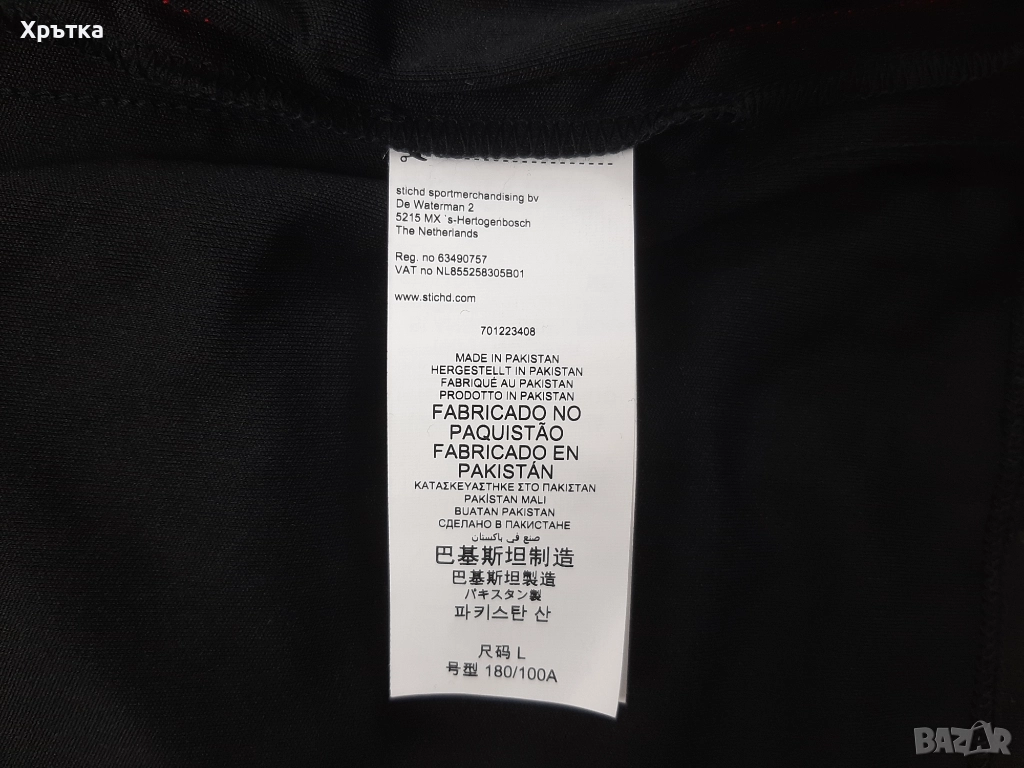 Хрътка
stichd sportmerchandising bv
De Waterman 2
5215 MX `s-Hertogenbosch
The Netherlands
Reg. no 63490757
VAT no NL855258305B01
www.stichd.com
701223408
MADE IN PAKISTAN
HERGESTELLT IN PAKISTAN
FABRIQUÉ AU PAKISTAN
PRODOTTO IN PAKISTAN
FABRICADO NO
PAQUISTÃO
FABRICADO EN
PAKISTÁN
ΚΑΤΑΣΚΕΥΑΣΤΗΚΕ ΣΤΟ ΠΑΚΙΣΤΑΝ
PAKİSTAN MALI
BUATAN PAKISTAN
СДЕЛАНО В ПАКИСТАНЕ
صنع في باكستان
巴基斯坦制造
巴基斯坦製造
パキスタン製
파키스탄 산
尺码 L
号型 180/100A
BAZAR